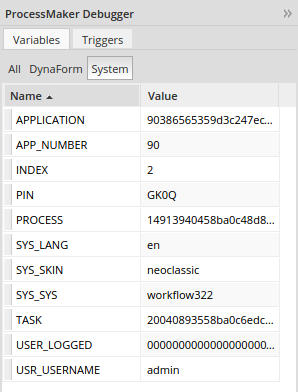 ProcessMaker Debugger »
Variables Triggers
All DynaForm System
Name Value
APPLICATION 90386565359d3c247ec...
APP_NUMBER 90
INDEX 2
PIN GK0Q
PROCESS 14913940458ba0c48d8...
SYS_LANG en
SYS_SKIN neoclassic
SYS_SYS workflow322
TASK 20040893558ba0c6edc...
USER_LOGGED 0000000000000000000...
USR_USERNAME admin